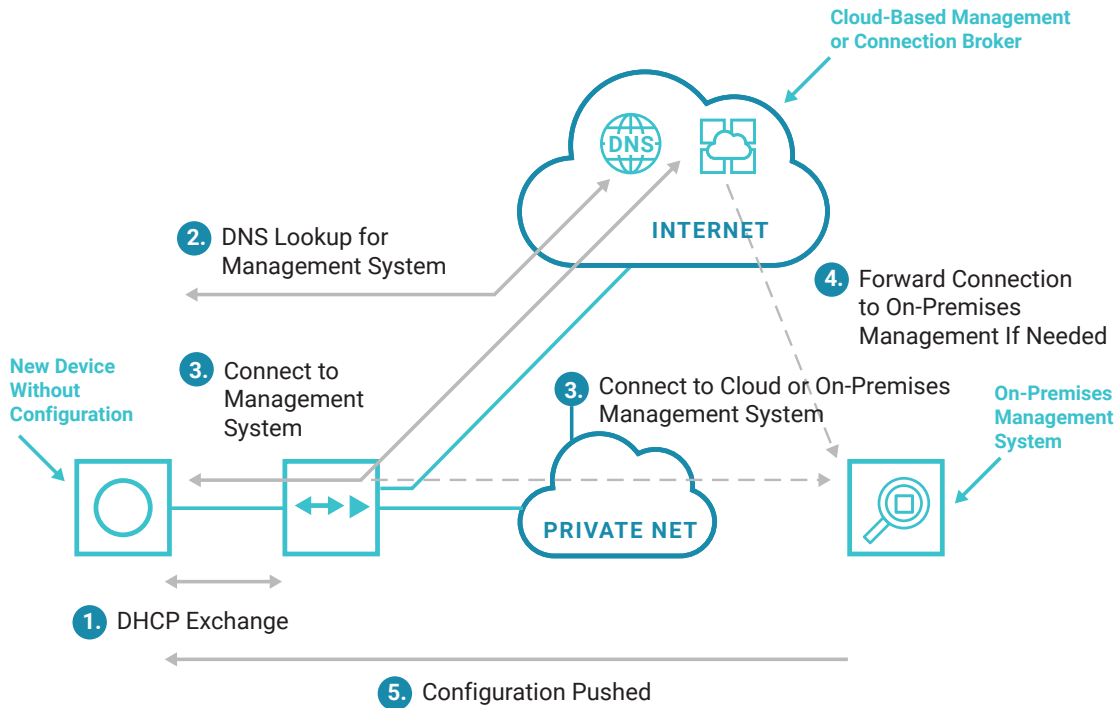 Cloud-Based Management
or Connection Broker
DNS
INTERNET
2. DNS Lookup for
Management System
4. Forward Connection
to On-Premises
Management If Needed
New Device
Without
Configuration
3. Connect to
Management
System
3. Connect to Cloud or On-Premises
Management System
On-Premises
Management
System
PRIVATE NET
1. DHCP Exchange
5. Configuration Pushed